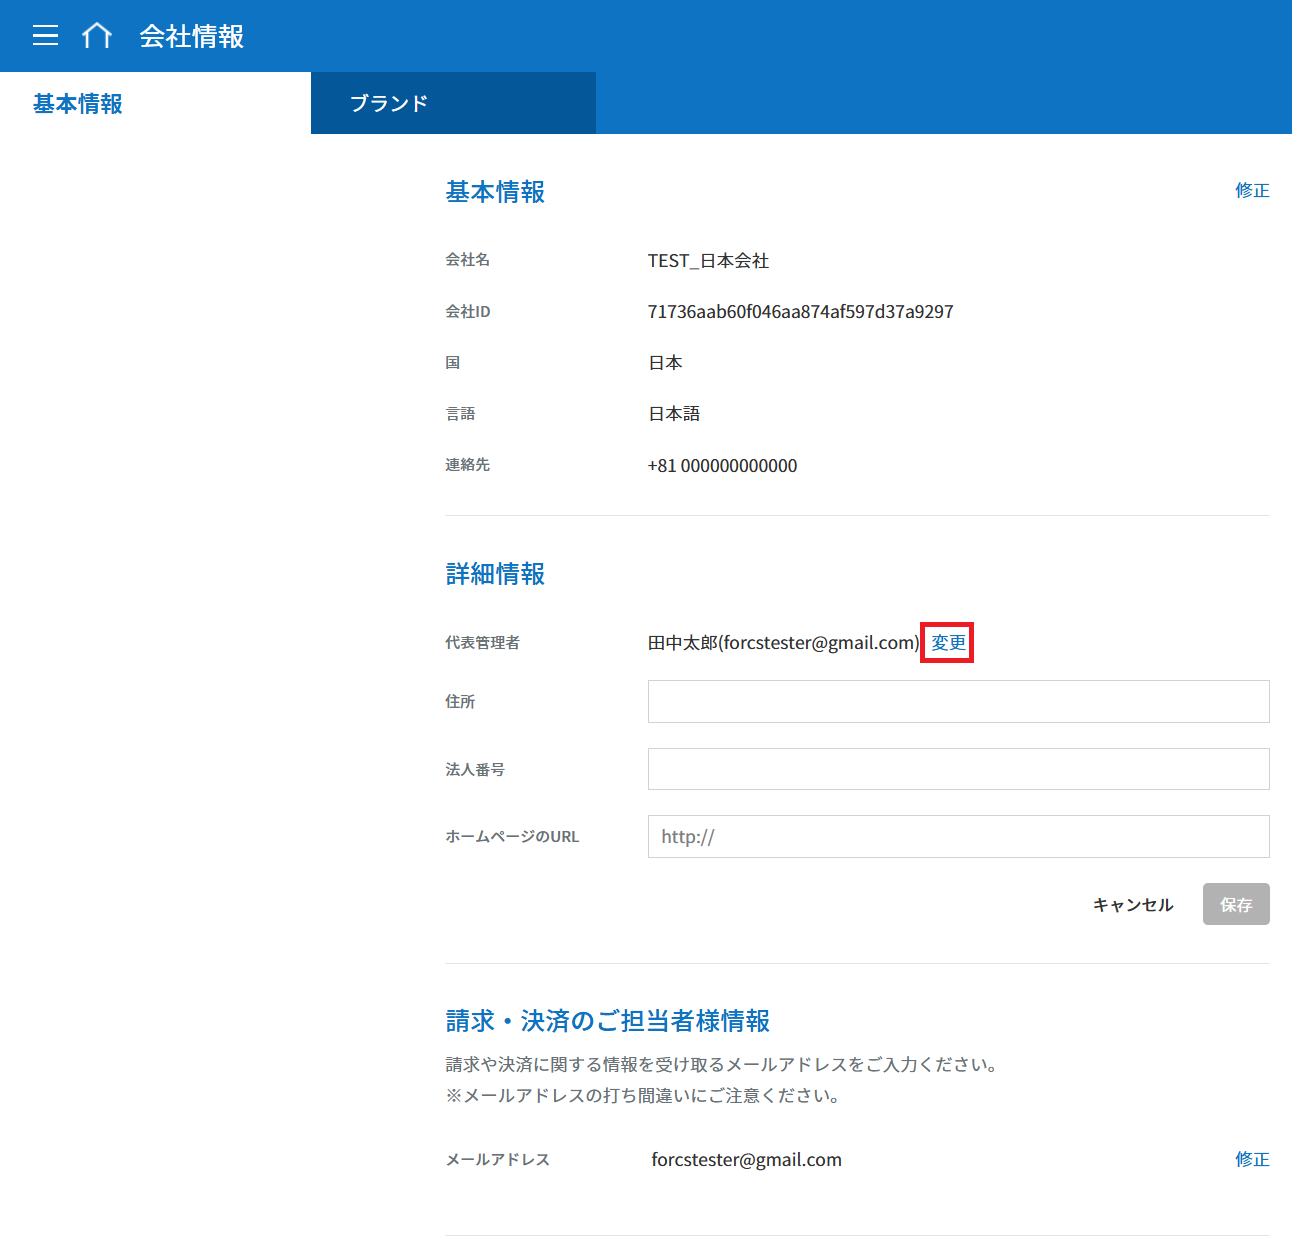 会社情報
基本情報
ブランド
基本情報
修正
会社名
TEST_日本会社
会社ID
71736aab60f046aa874af597d37a9297
国
日本
言語
日本語
連絡先
+81 000000000000
詳細情報
代表管理者
田中太郎(forcstester@gmail.com) 変更
住所
法人番号
ホームページのURL
http://
キャンセル
保存
請求・決済のご担当者様情報
請求や決済に関する情報を受け取るメールアドレスをご入力ください。
※メールアドレスの打ち間違いにご注意ください。
メールアドレス
forcstester@gmail.com
修正